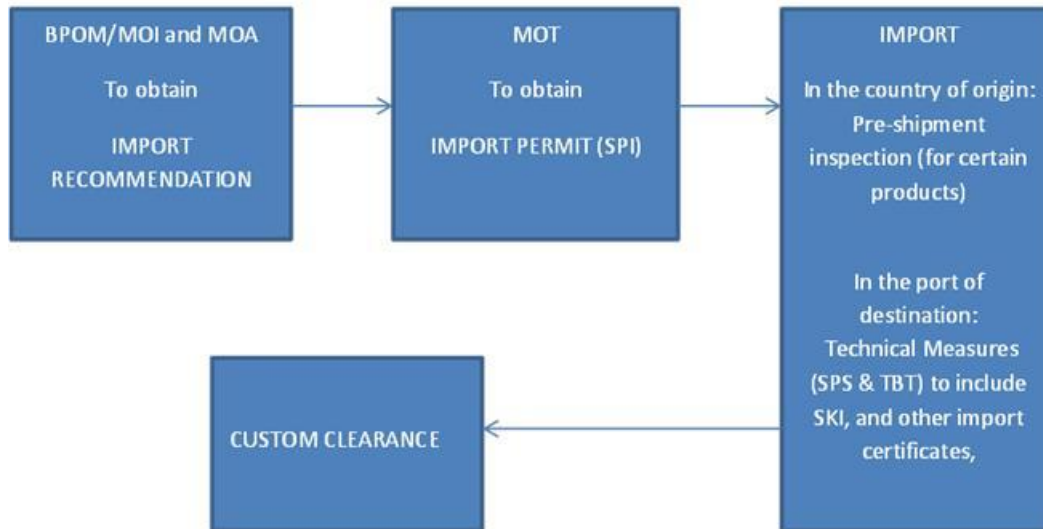 BPOM/MOI and MOA
To obtain
IMPORT
RECOMMENDATION
MOT
To obtain
IMPORT PERMIT (SPI)
IMPORT
In the country of origin:
Pre-shipment
inspection (for certain
products)
In the port of
destination:
Technical Measures
(SPS & TBT) to include
SKI, and other import
certificates,
CUSTOM CLEARANCE